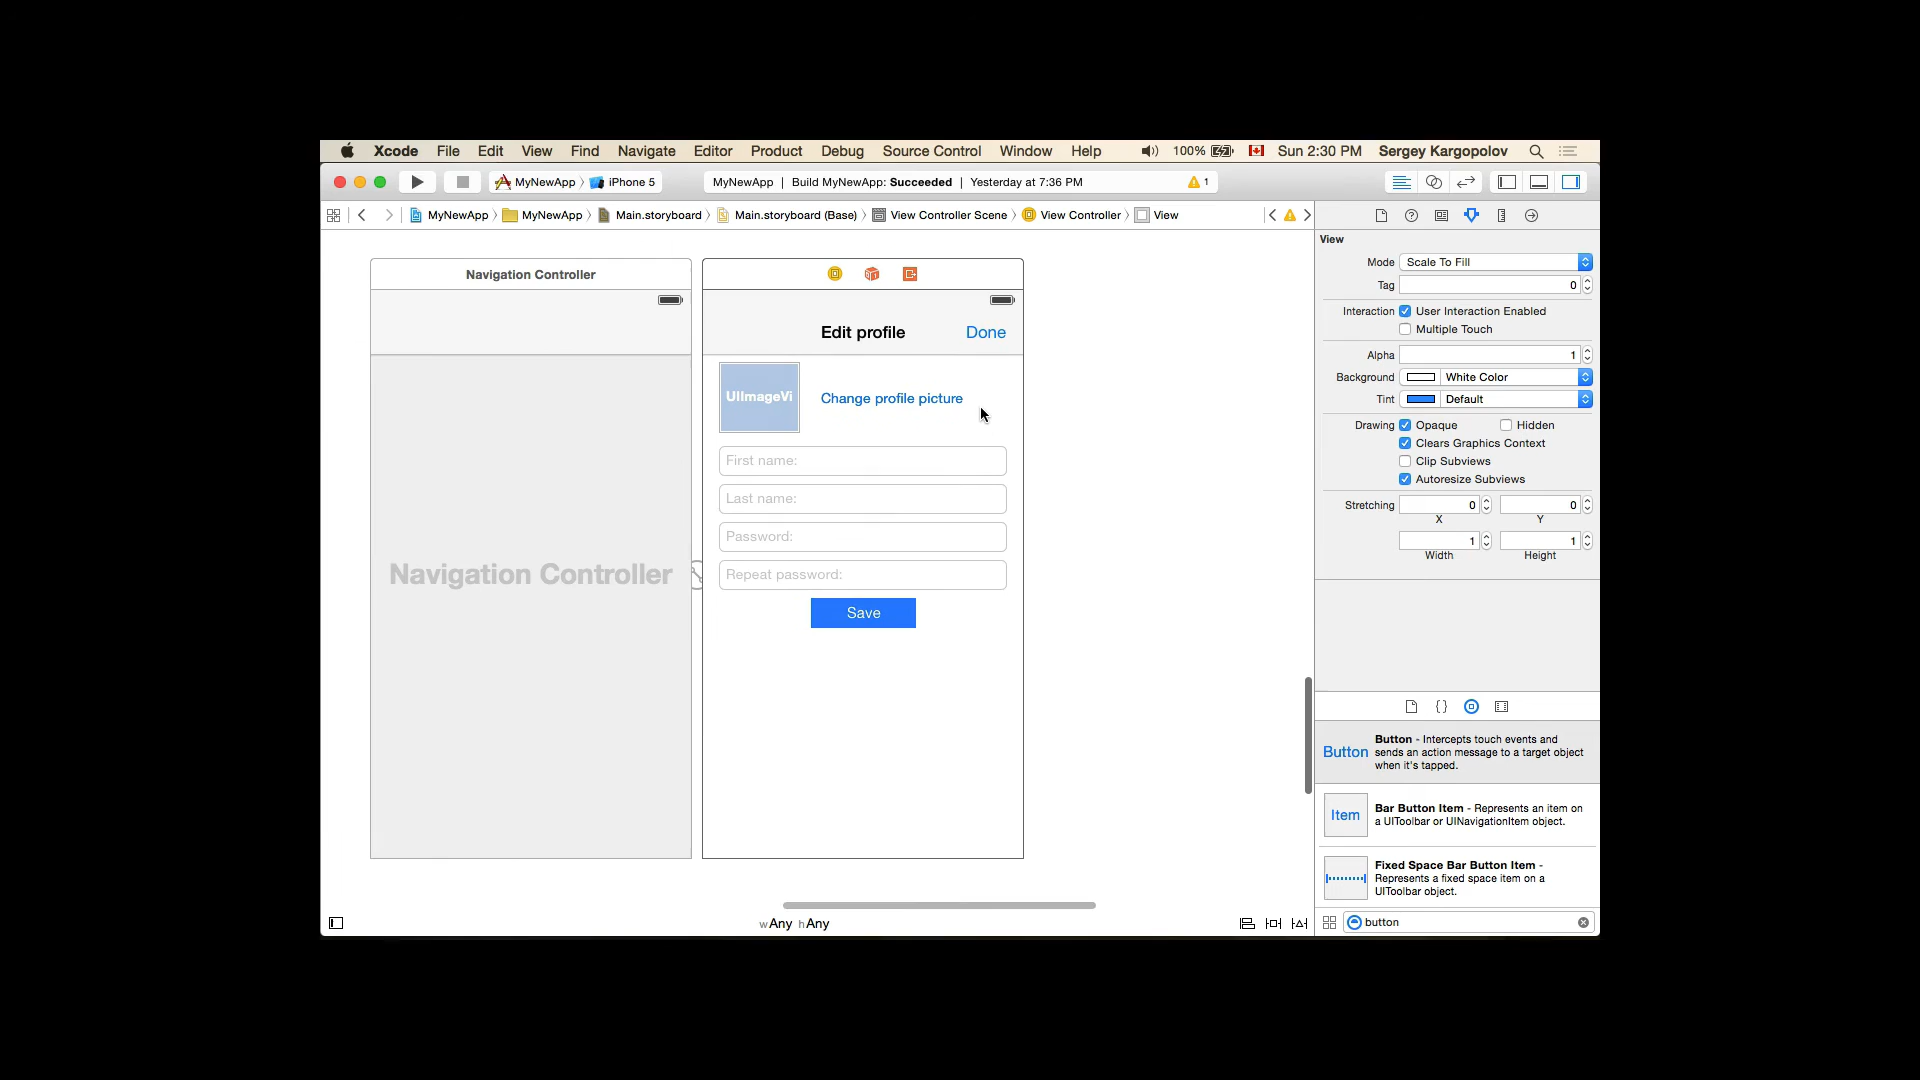 Xcode File Edit View Find Navigate Editor Product Debug Source Control Window Help 100% Sun 2:30 PM Sergey Kargopolov
MyNewApp iPhone 5 MyNewApp | Build MyNewApp: Succeeded | Yesterday at 7:36 PM 1
MyNewApp MyNewApp Main.storyboard Main.storyboard (Base) View Controller Scene View Controller View
Navigation Controller
Edit profile Done
UIImageVi
Change profile picture
First name:
Last name:
Password:
Repeat password:
Save
Navigation Controller
wAny hAny
View
Mode Scale To Fill
Tag 0
Interaction User Interaction Enabled
Multiple Touch
Alpha 1
Background White Color
Tint Default
Drawing Opaque Hidden
Clears Graphics Context
Clip Subviews
Autoresize Subviews
Stretching 0 0
X Y
1 1
Width Height
{}
Button
Button - Intercepts touch events and
sends an action message to a target object
when it's tapped.
Item
Bar Button Item - Represents an item on
a UIToolbar or UINavigationItem object.
Fixed Space Bar Button Item -
Represents a fixed space item on a
UIToolbar object.
button